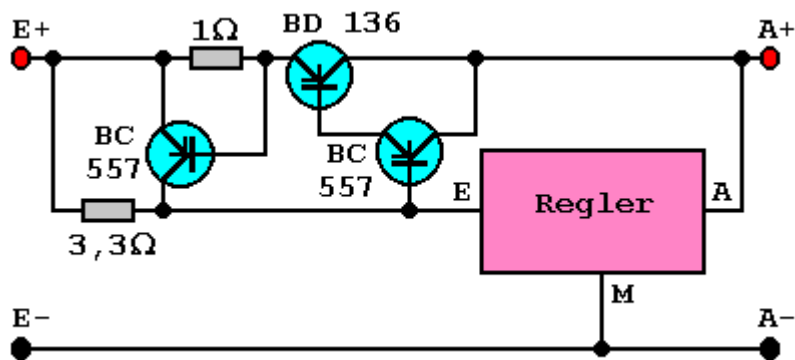 E+
1Ω
BD 136
A+
BC
557
BC
557
E
Regler
A
3,3Ω
M
E-
A-